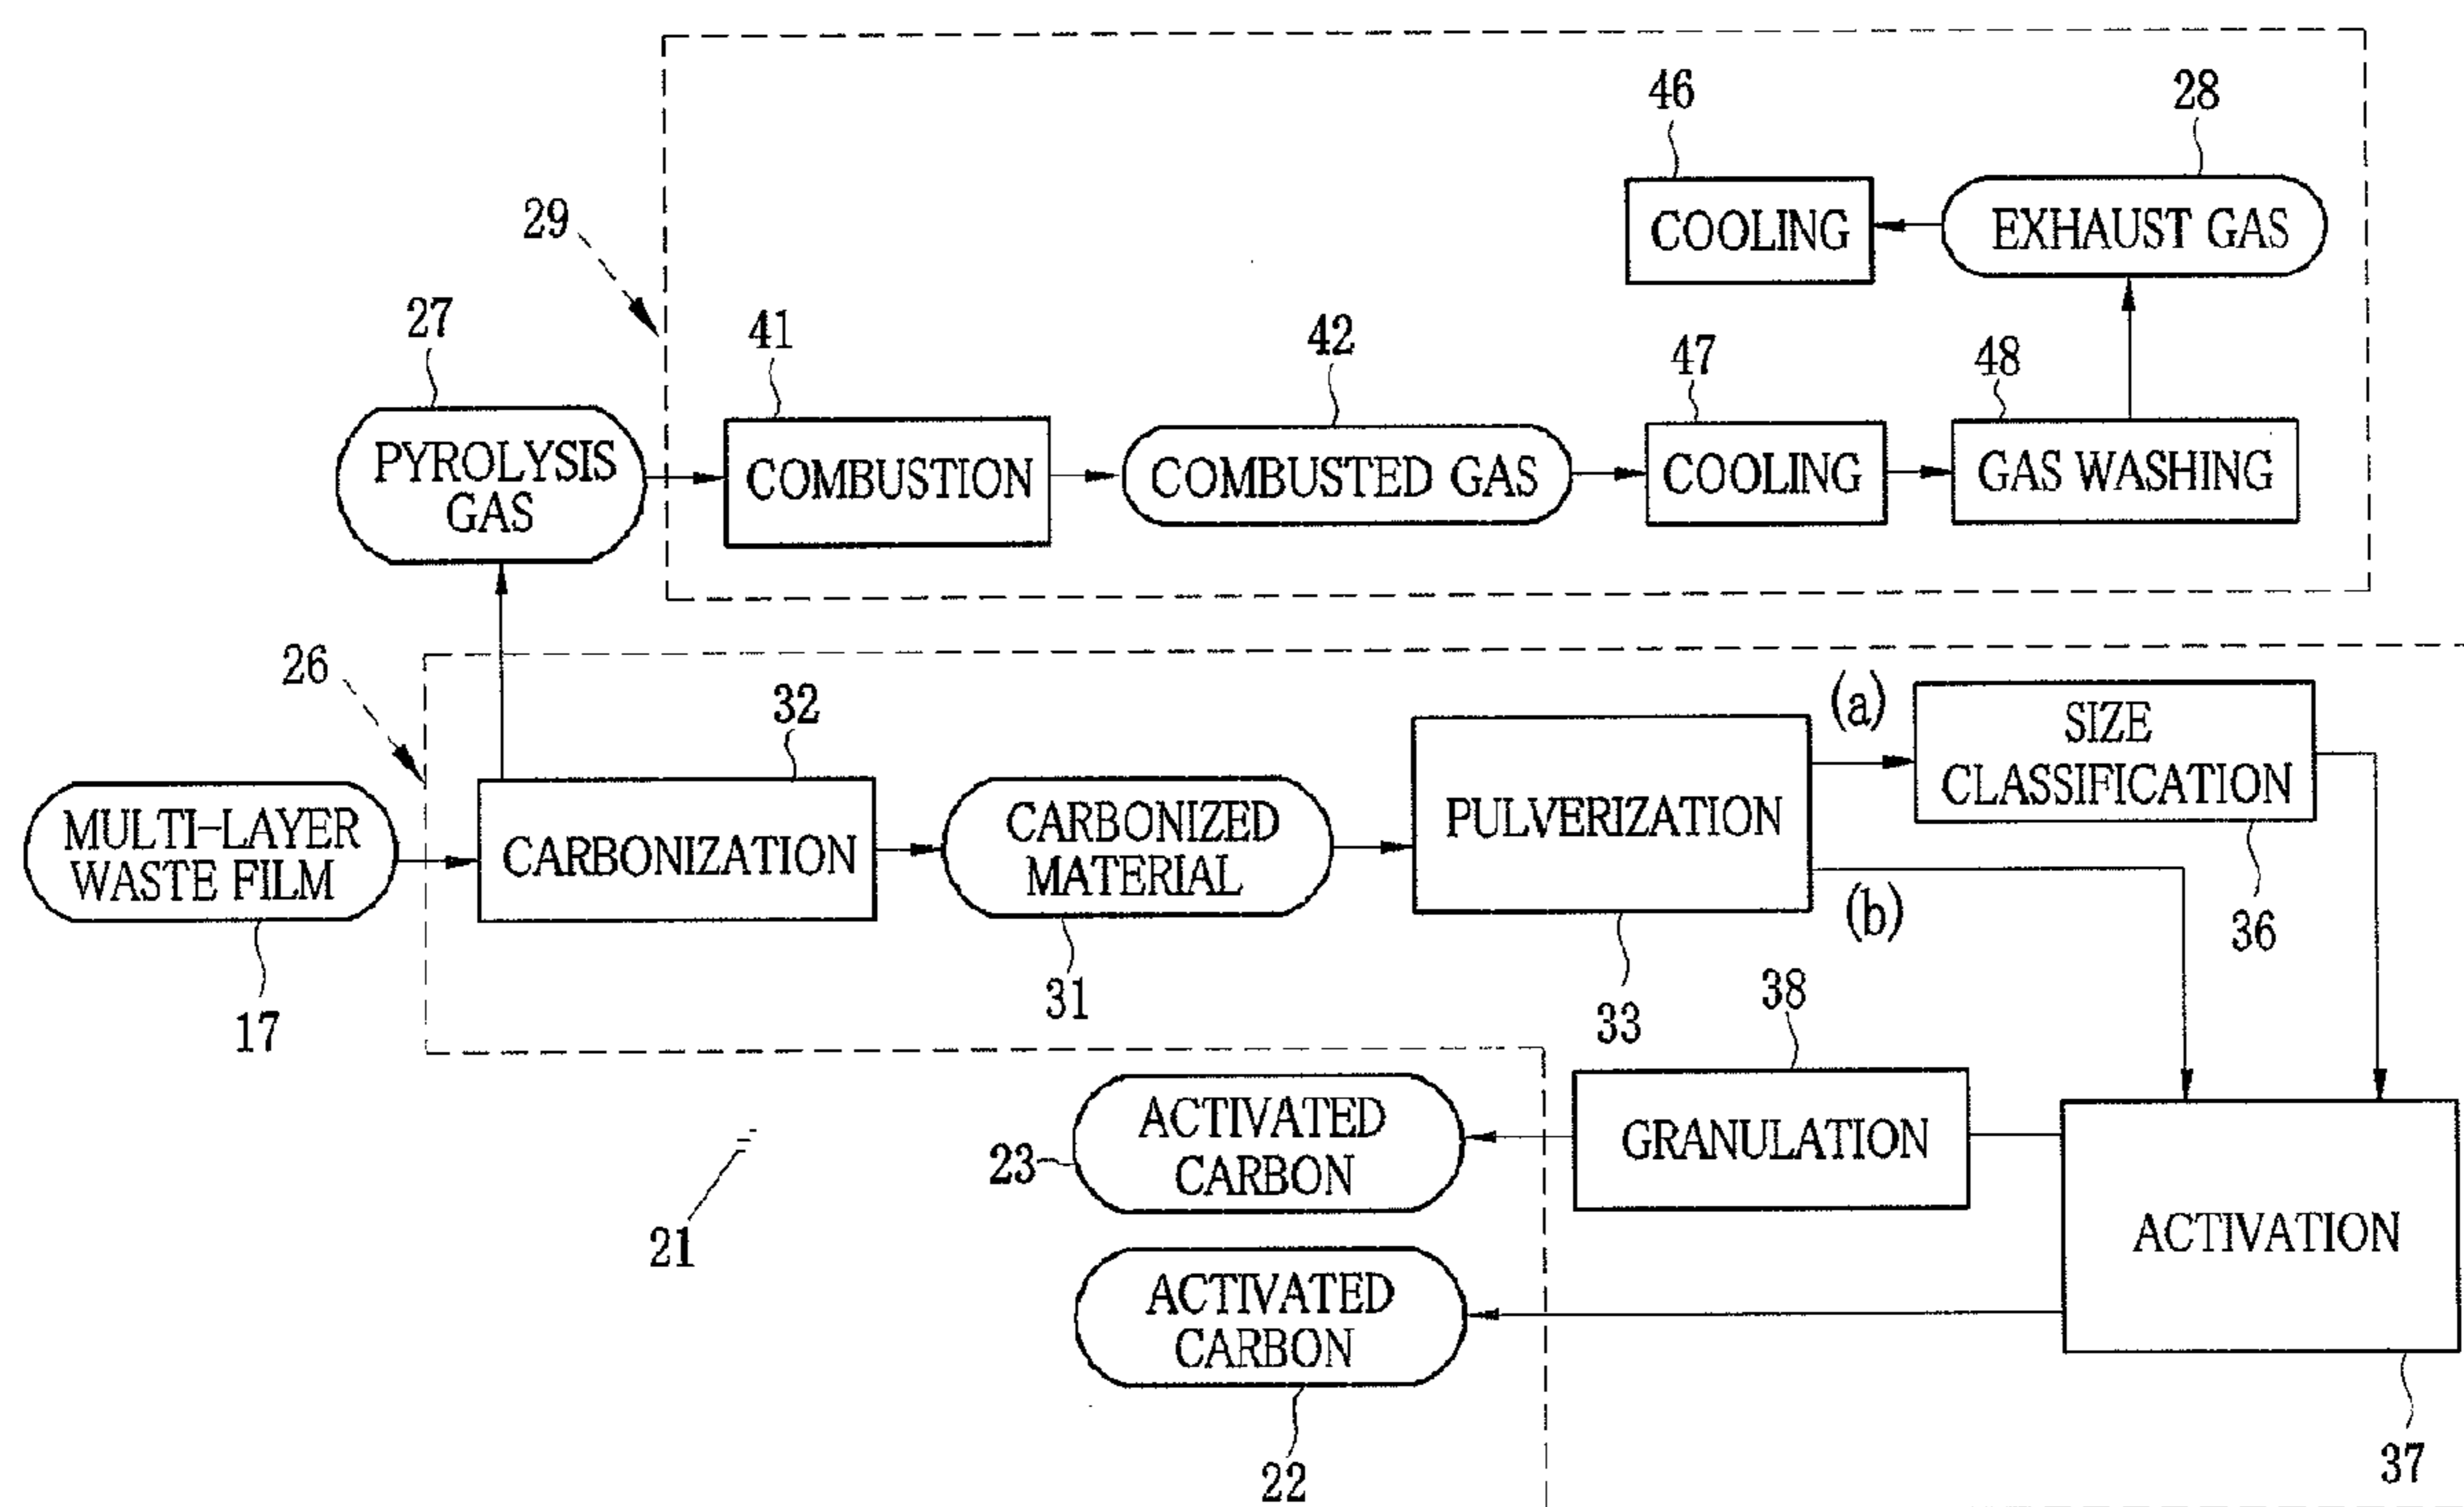 46
28
29
COOLING
EXHAUST GAS
27
41
42
47
48
PYROLYSIS
GAS
COMBUSTION
COMBUSTED GAS
COOLING
GAS WASHING
26
32
(a)
SIZE
CLASSIFICATION
MULTI-LAYER
WASTE FILM
CARBONIZATION
CARBONIZED
MATERIAL
PULVERIZATION
(b)
36
17
31
33
38
ACTIVATED
CARBON
23
GRANULATION
21
ACTIVATION
ACTIVATED
CARBON
22
37